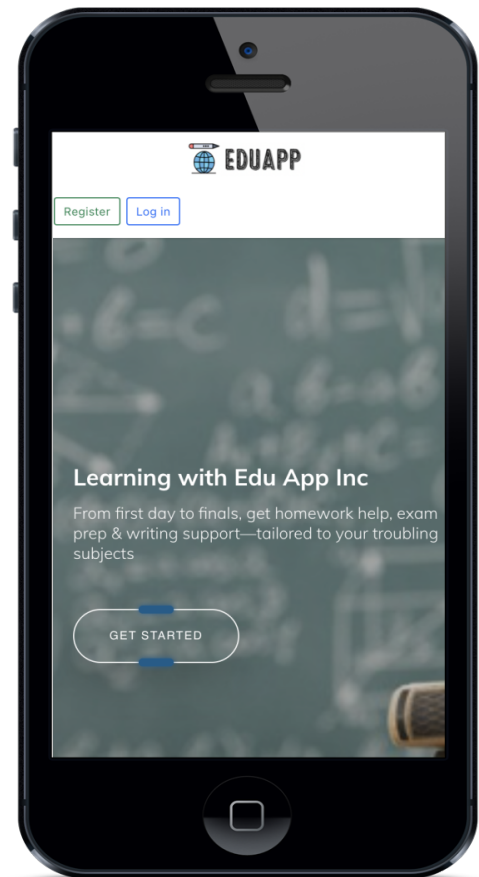 EDUAPP
Register
Log in
Learning with Edu App Inc
From first day to finals, get homework help, exam
prep & writing support—tailored to your troubling
subjects
GET STARTED